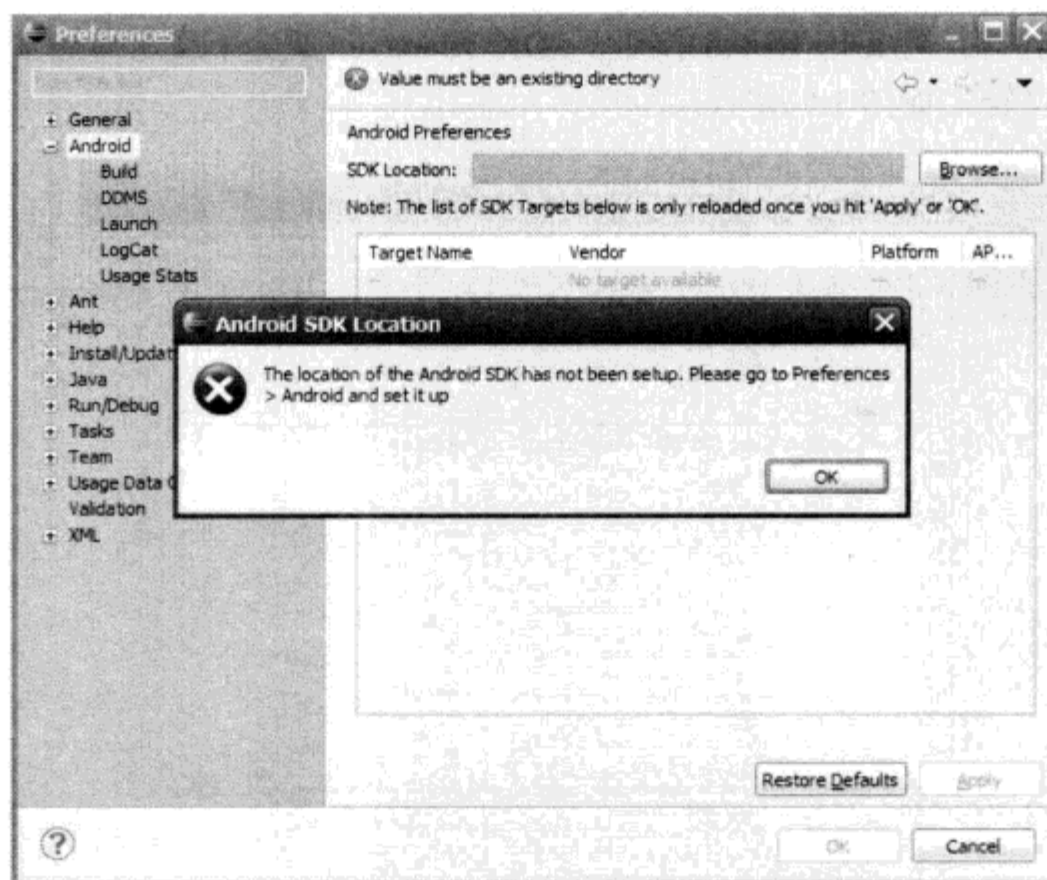 Preferences
Value must be an existing directory
General
Android
Build
DDMS
Launch
LogCat
Usage Stats
Ant
Help
Install/Updat
Java
Run/Debug
Tasks
Team
Usage Data
Validation
XML
Android Preferences
SDK Location:
Browse...
Note: The list of SDK Targets below is only reloaded once you hit 'Apply' or 'OK'.
Target Name Vendor Platform AP...
-- No target available -- --
Android SDK Location
The location of the Android SDK has not been setup. Please go to Preferences
> Android and set it up
OK
Restore Defaults Apply
? OK Cancel